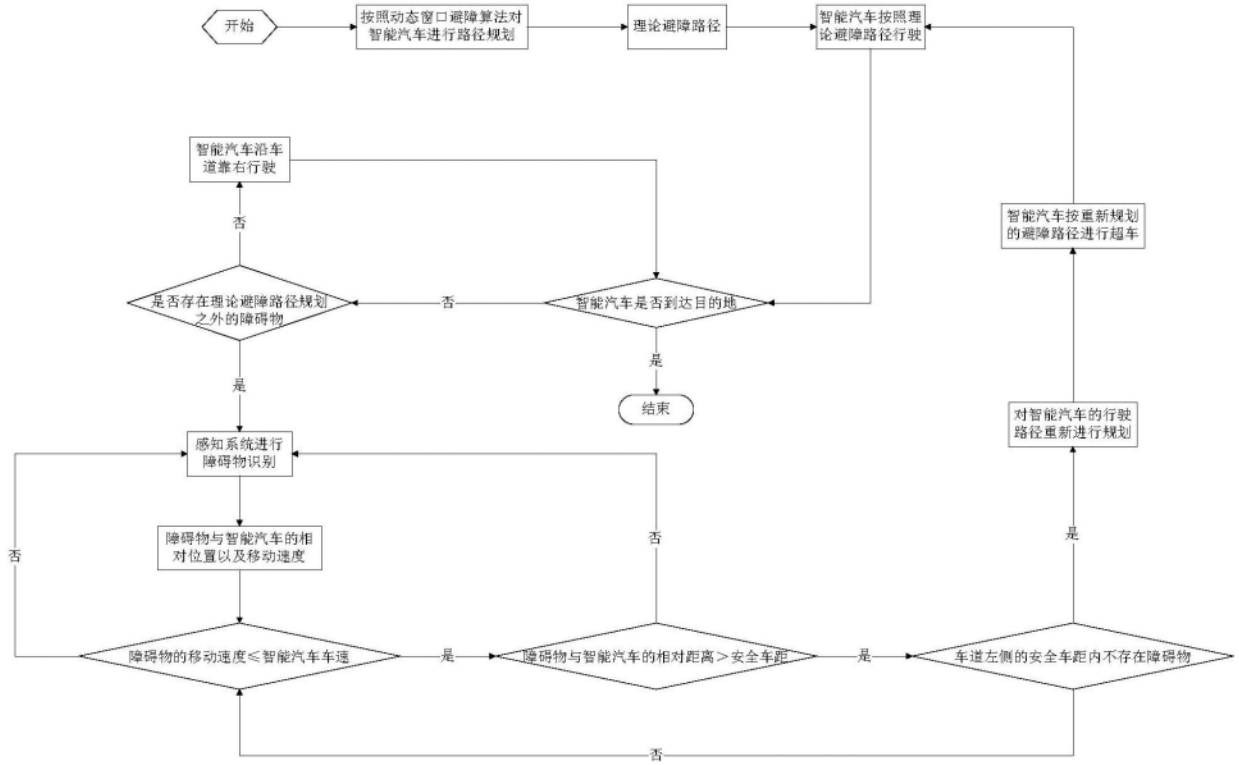 开始
按照动态窗口避障算法对
智能汽车进行路径规划
理论避障路径
智能汽车按照理
论避障路径行驶
智能汽车沿车
道靠右行驶
否
智能汽车按重新规划
的避障路径进行超车
是否存在理论避障路径规划
之外的障碍物
否
智能汽车是否到达目的地
是
是
结束
对智能汽车的行驶
路径重新进行规划
感知系统进行
障碍物识别
否
障碍物与智能汽车的相
对位置以及移动速度
否
是
障碍物的移动速度≤智能汽车车速
是
障碍物与智能汽车的相对距离＞安全车距
是
车道左侧的安全车距内不存在障碍物
否